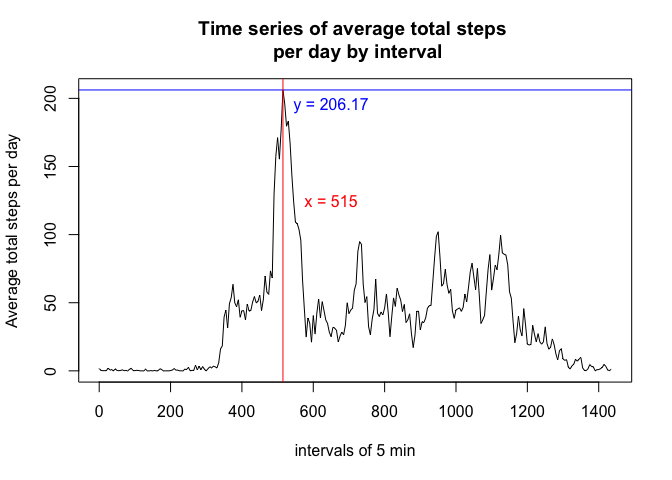 Time series of average total steps
per day by interval
Average total steps per day
200
150
100
50
0
y = 206.17
x = 515
0 200 400 600 800 1000 1200 1400
intervals of 5 min